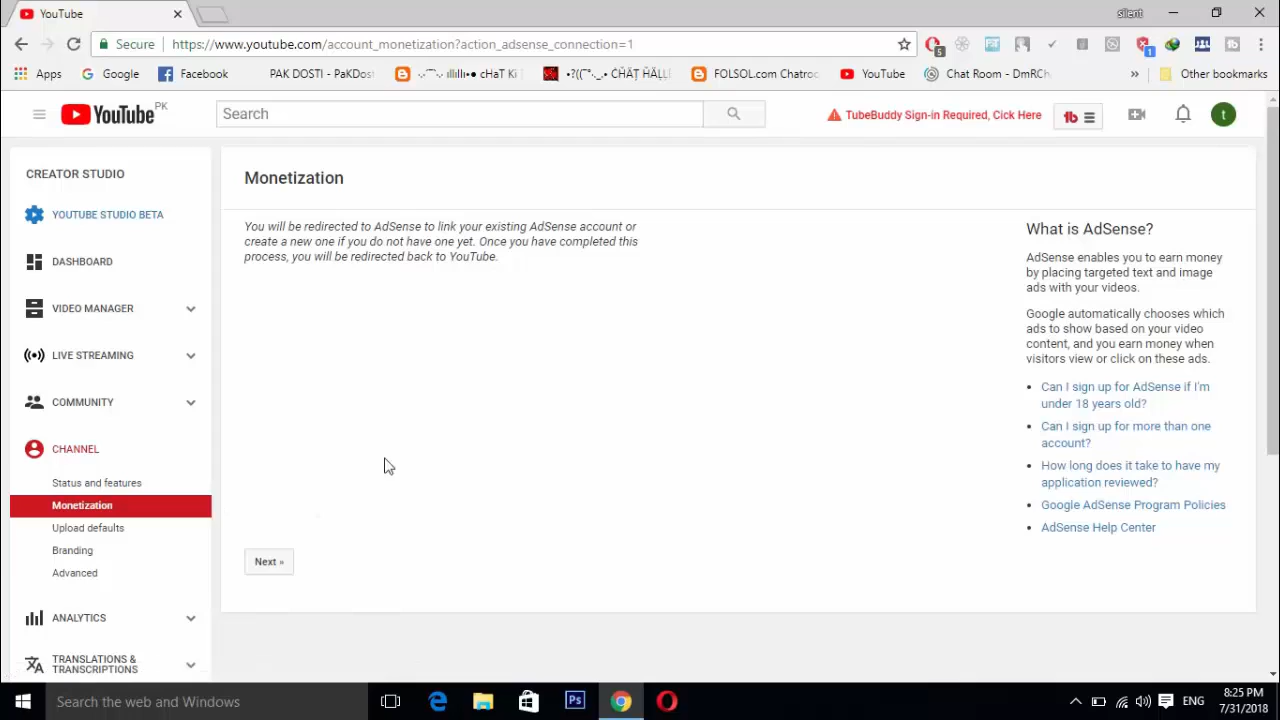 YouTube
silent
Secure
https://www.youtube.com/account_monetization?action_adsense_connection=1
5
1
Apps
Google
Facebook
PAK DOSTI - PaKDos
FOLSOL.com Chatroc
YouTube
Chat Room - DmRCh
»
Other bookmarks
YouTube PK
Search
TubeBuddy Sign-in Required, Click Here
tb
t
CREATOR STUDIO
YOUTUBE STUDIO BETA
DASHBOARD
VIDEO MANAGER
LIVE STREAMING
COMMUNITY
CHANNEL
Status and features
Monetization
Upload defaults
Branding
Advanced
ANALYTICS
TRANSLATIONS &
TRANSCRIPTIONS
Monetization
You will be redirected to AdSense to link your existing AdSense account or
create a new one if you do not have one yet. Once you have completed this
process, you will be redirected back to YouTube.
Next »
What is AdSense?
AdSense enables you to earn money
by placing targeted text and image
ads with your videos.
Google automatically chooses which
ads to show based on your video
content, and you earn money when
visitors view or click on these ads.
• Can I sign up for AdSense if I'm
under 18 years old?
• Can I sign up for more than one
account?
• How long does it take to have my
application reviewed?
• Google AdSense Program Policies
• AdSense Help Center
Search the web and Windows
Ps
ENG
8:25 PM
7/31/2018